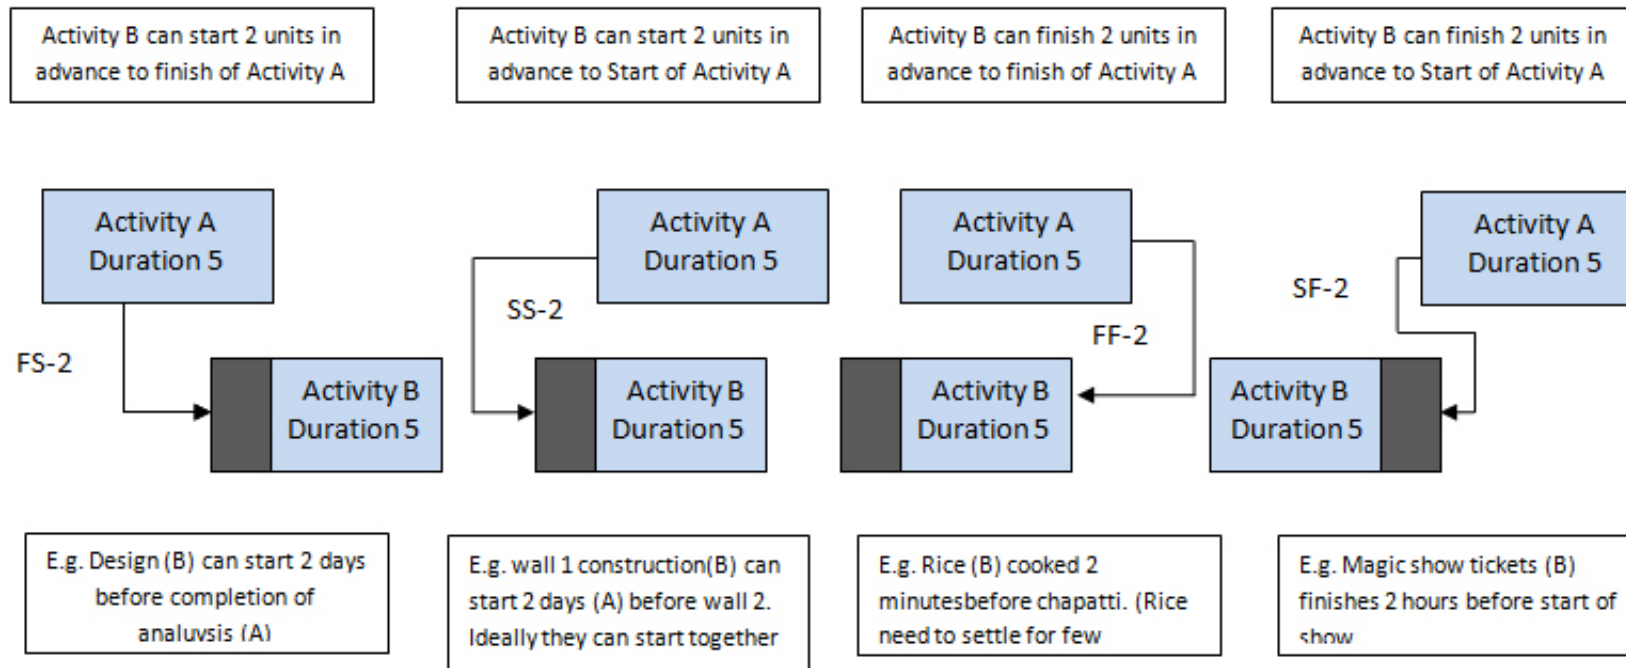 Activity B can start 2 units in
advance to finish of Activity A
Activity B can start 2 units in
advance to Start of Activity A
Activity B can finish 2 units in
advance to finish of Activity A
Activity B can finish 2 units in
advance to Start of Activity A
Activity A
Duration 5
FS-2
Activity B
Duration 5
Activity A
Duration 5
SS-2
Activity B
Duration 5
Activity A
Duration 5
FF-2
Activity B
Duration 5
Activity A
Duration 5
SF-2
Activity B
Duration 5
E.g. Design (B) can start 2 days
before completion of
analuvsis (A)
E.g. wall 1 construction(B) can
start 2 days (A) before wall 2.
Ideally they can start together
E.g. Rice (B) cooked 2
minutesbefore chapatti. (Rice
need to settle for few
E.g. Magic show tickets (B)
finishes 2 hours before start of
show